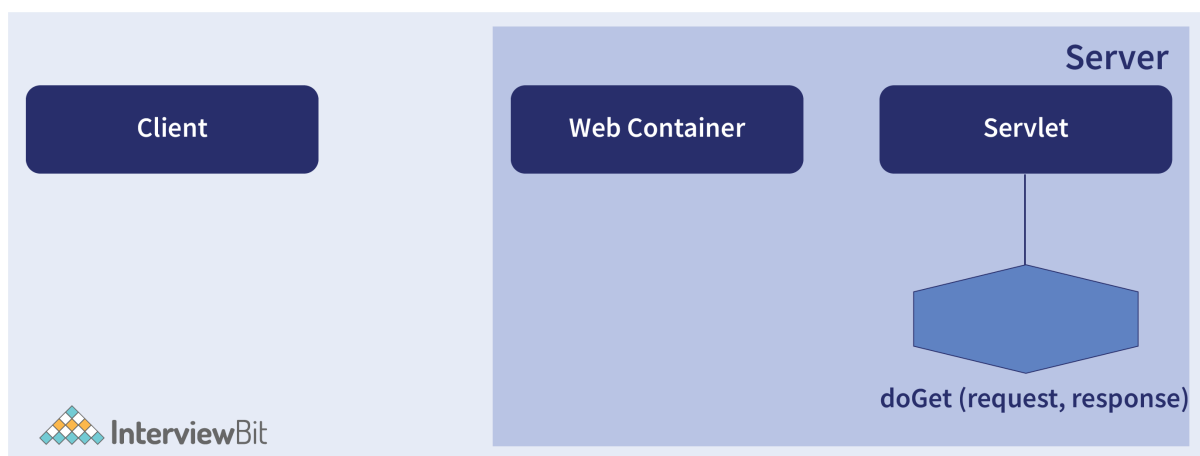 Server
Client
Web Container
Servlet
doGet (request, response)
InterviewBit